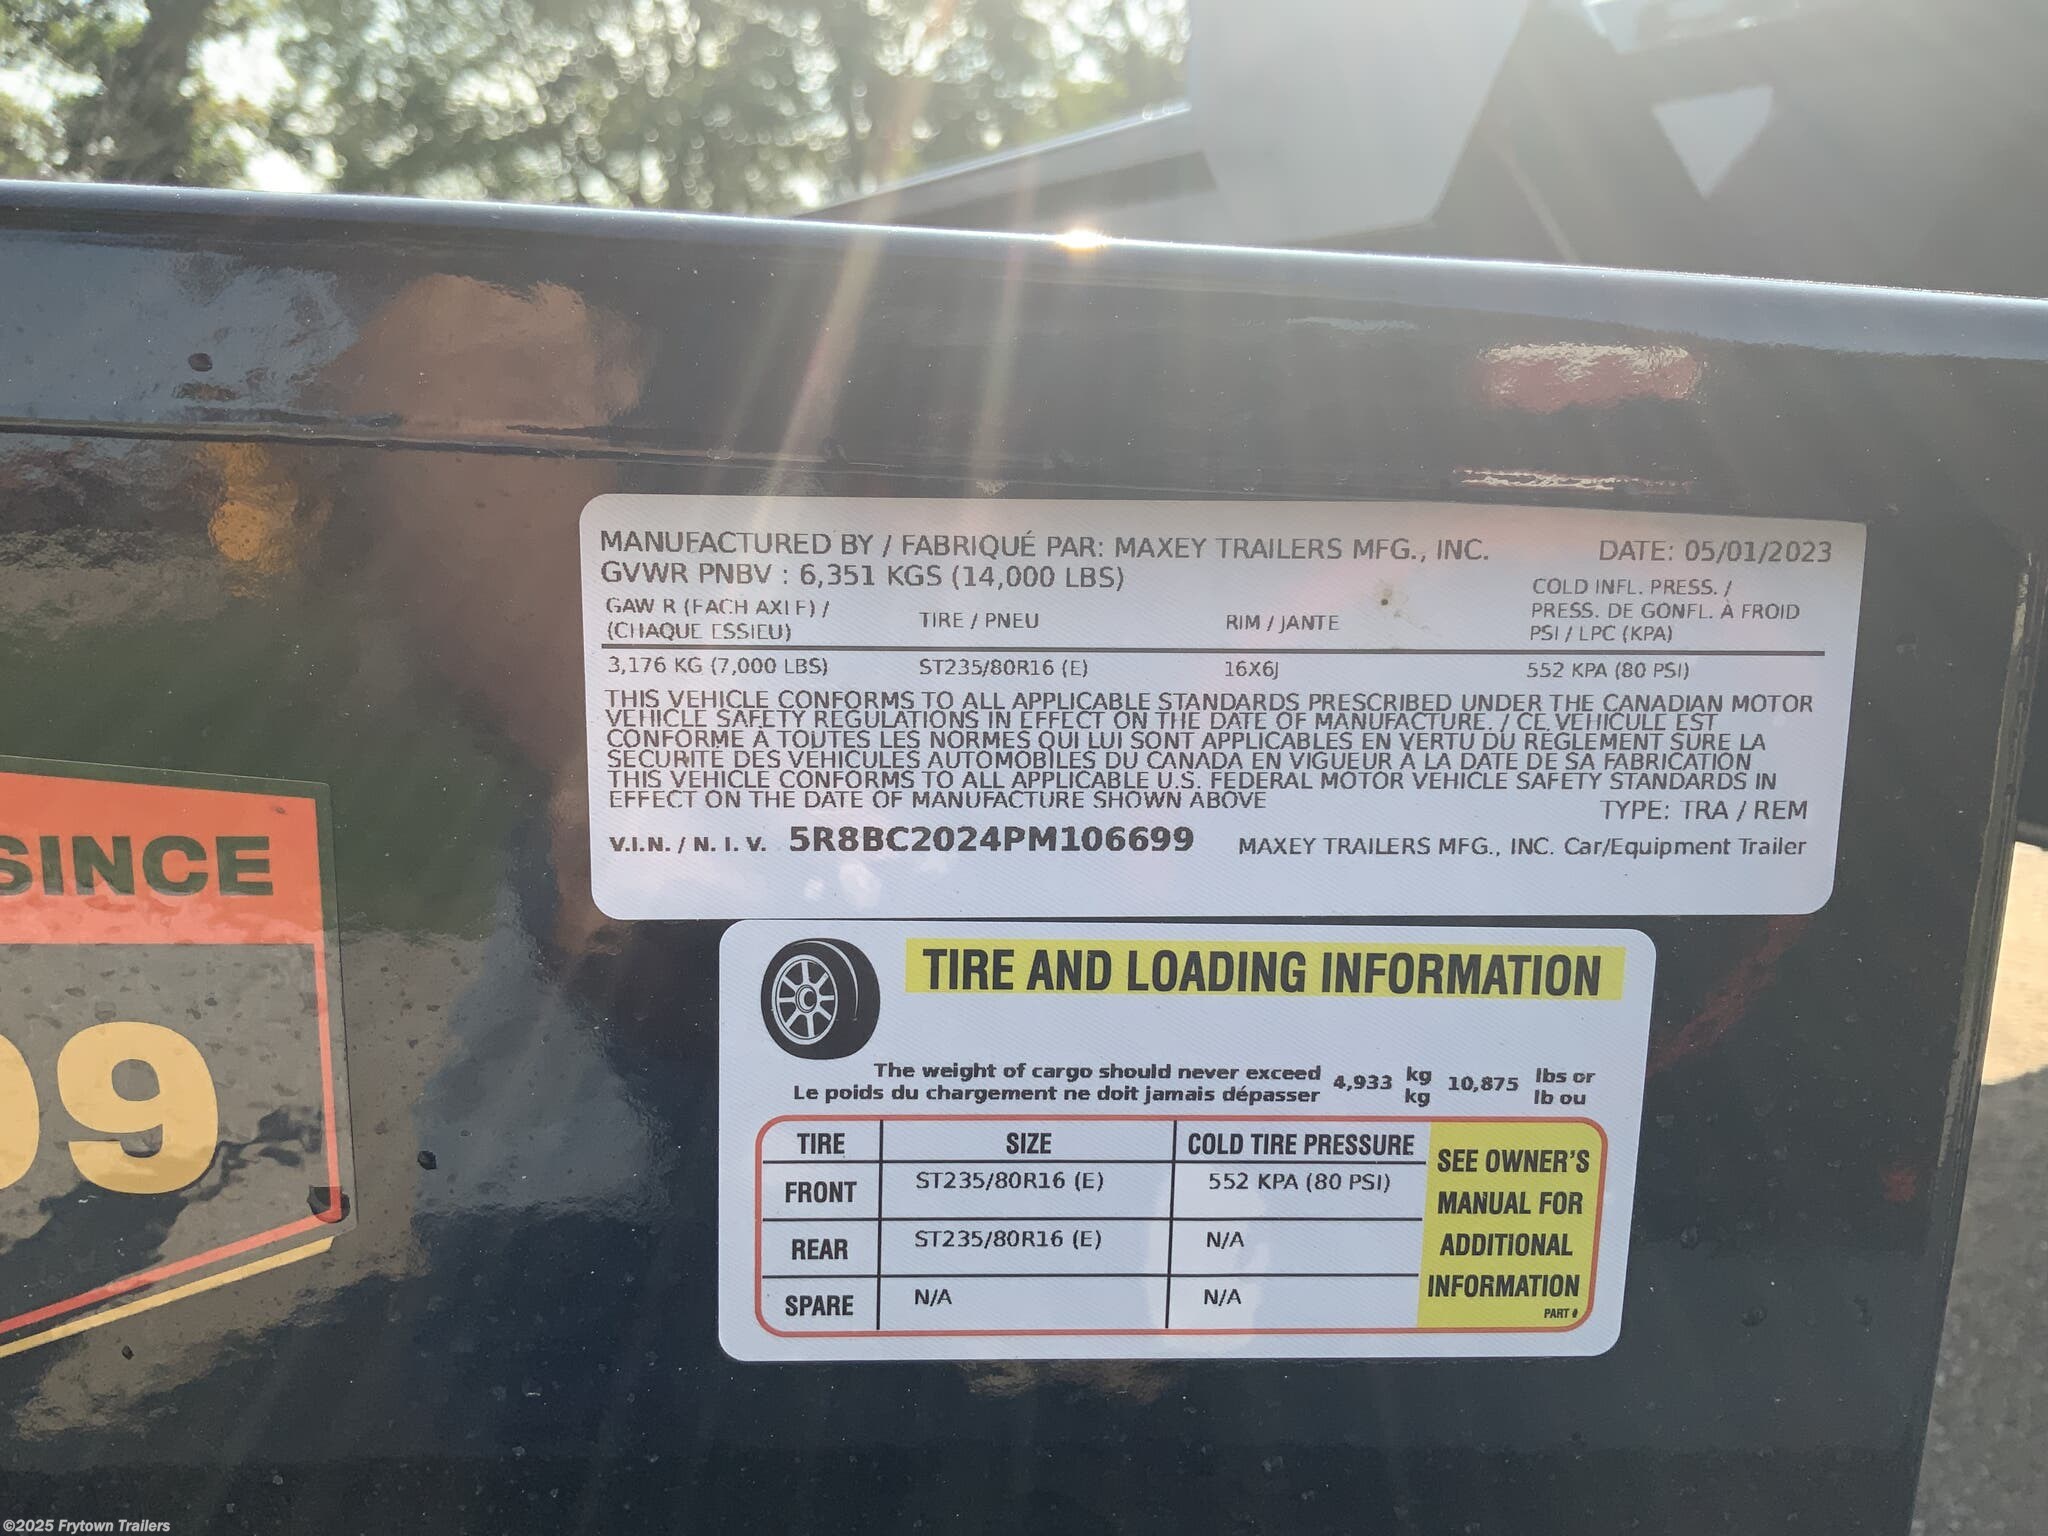 MANUFACTURED BY / FABRIQUÉ PAR: MAXEY TRAILERS MFG., INC. DATE: 05/01/2023
GVWR PNBV : 6,351 KGS (14,000 LBS)
GAWR (EACH AXLE) / (CHAQUE ESSIEU) TIRE / PNEU RIM / JANTE COLD INFL. PRESS. / PRESS. DE GONFL. À FROID PSI / LPC (KPA)
3,176 KG (7,000 LBS) ST235/80R16 (E) 16X6J 552 KPA (80 PSI)
THIS VEHICLE CONFORMS TO ALL APPLICABLE STANDARDS PRESCRIBED UNDER THE CANADIAN MOTOR
VEHICLE SAFETY REGULATIONS IN EFFECT ON THE DATE OF MANUFACTURE. / CE VEHICULE EST
CONFORME A TOUTES LES NORMES QUI LUI SONT APPLICABLES EN VERTU DU REGLEMENT SURE LA
SECURITE DES VEHICULES AUTOMOBILES DU CANADA EN VIGUEUR A LA DATE DE SA FABRICATION
THIS VEHICLE CONFORMS TO ALL APPLICABLE U.S. FEDERAL MOTOR VEHICLE SAFETY STANDARDS IN
EFFECT ON THE DATE OF MANUFACTURE SHOWN ABOVE TYPE: TRA / REM
V.I.N. / N. I. V. 5R8BC2024PM106699 MAXEY TRAILERS MFG., INC. Car/Equipment Trailer
SINCE
09
TIRE AND LOADING INFORMATION
The weight of cargo should never exceed 4,933 kg 10,875 lbs or
Le poids du chargement ne doit jamais dépasser kg lb ou
TIRE SIZE COLD TIRE PRESSURE
FRONT ST235/80R16 (E) 552 KPA (80 PSI)
REAR ST235/80R16 (E) N/A
SPARE N/A N/A
SEE OWNER'S
MANUAL FOR
ADDITIONAL
INFORMATION
PART #
©2025 Frytown Trailers